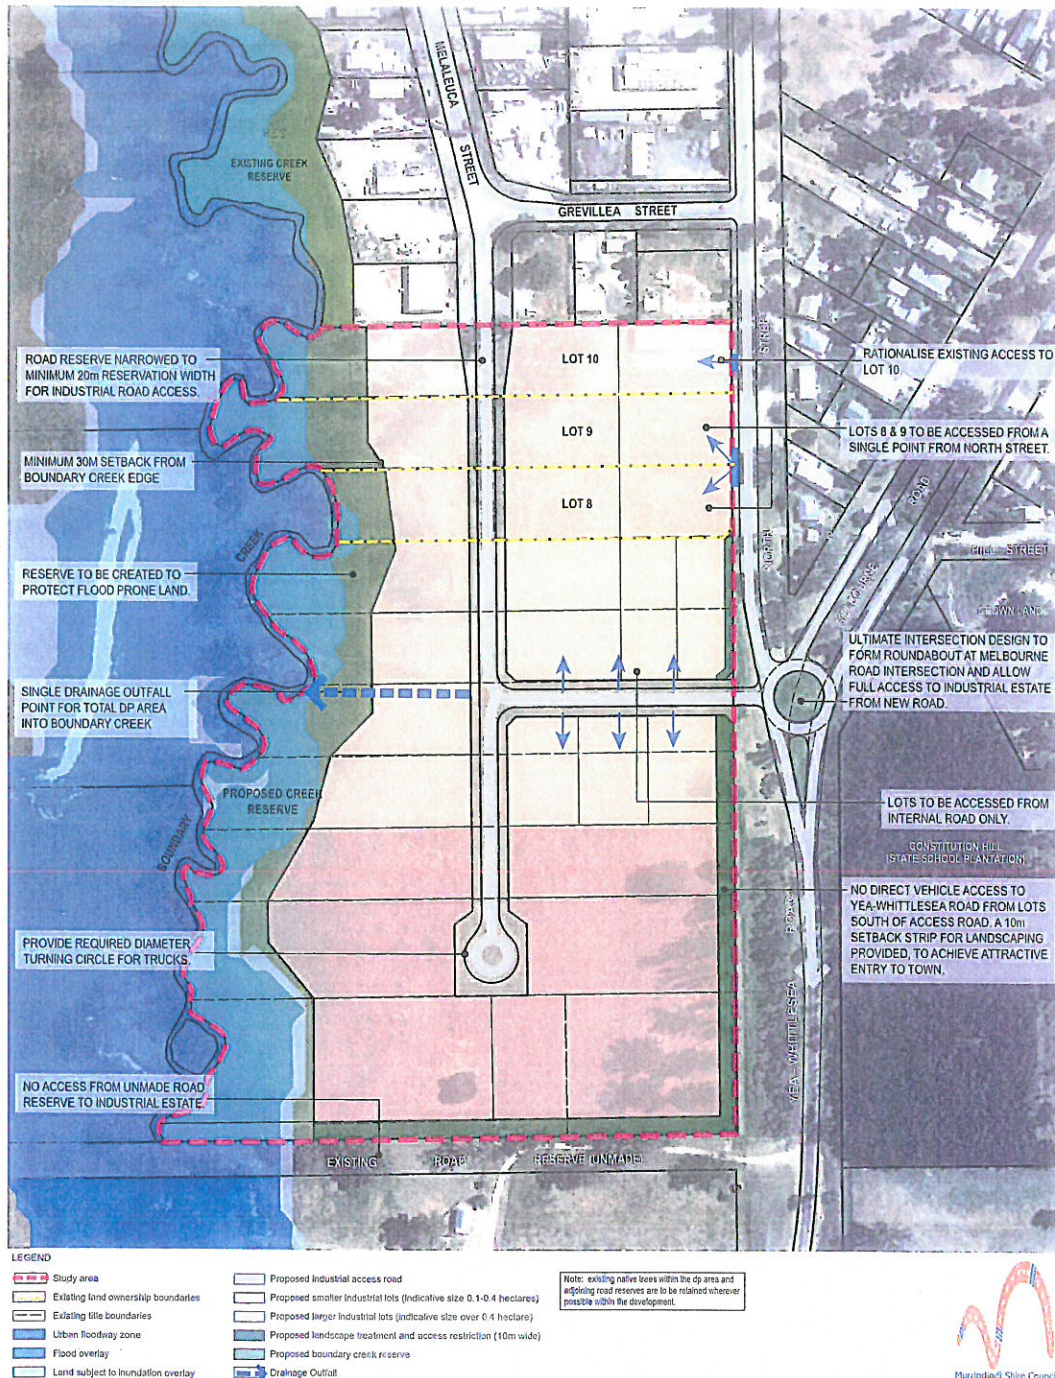 MELALEUCA
STREET
EXISTING CREEK
RESERVE
GREVILLEA STREET
ROAD RESERVE NARROWED TO
MINIMUM 20m RESERVATION WIDTH
FOR INDUSTRIAL ROAD ACCESS.
LOT 10
RATIONALISE EXISTING ACCESS TO
LOT 10.
LOT 9
LOTS 8 & 9 TO BE ACCESSED FROM A
SINGLE POINT FROM NORTH STREET.
MINIMUM 30M SETBACK FROM
BOUNDARY CREEK EDGE
LOT 8
NORTH
STREET
ROAD
HILL STREET
CROWN LAND
CREEK
RESERVE TO BE CREATED TO
PROTECT FLOOD PRONE LAND.
ULTIMATE INTERSECTION DESIGN TO
FORM ROUNDABOUT AT MELBOURNE
ROAD INTERSECTION AND ALLOW
FULL ACCESS TO INDUSTRIAL ESTATE
FROM NEW ROAD.
SINGLE DRAINAGE OUTFALL
POINT FOR TOTAL DP AREA
INTO BOUNDARY CREEK
PROPOSED CREEK
RESERVE
BOUNDARY
LOTS TO BE ACCESSED FROM
INTERNAL ROAD ONLY.
CONSTITUTION HILL
(STATE SCHOOL PLANTATION)
NO DIRECT VEHICLE ACCESS TO
YEA-WHITTLESEA ROAD FROM LOTS
SOUTH OF ACCESS ROAD. A 10m
SETBACK STRIP FOR LANDSCAPING
PROVIDED, TO ACHIEVE ATTRACTIVE
ENTRY TO TOWN.
PROVIDE REQUIRED DIAMETER
TURNING CIRCLE FOR TRUCKS.
YEA - WHITTLESEA ROAD
NO ACCESS FROM UNMADE ROAD
RESERVE TO INDUSTRIAL ESTATE.
EXISTING ROAD RESERVE (UNMADE)
LEGEND
Study area
Existing land ownership boundaries
Existing title boundaries
Urban floodway zone
Flood overlay
Land subject to inundation overlay
Proposed industrial access road
Proposed smaller industrial lots (indicative size 0.1-0.4 hectares)
Proposed larger industrial lots (indicative size over 0.4 hectare)
Proposed landscape treatment and access restriction (10m wide)
Proposed boundary creek reserve
Drainage Outfall
Note: existing native trees within the dp area and
adjoining road reserves are to be retained wherever
possible within the development.
Murrindindi Shire Council